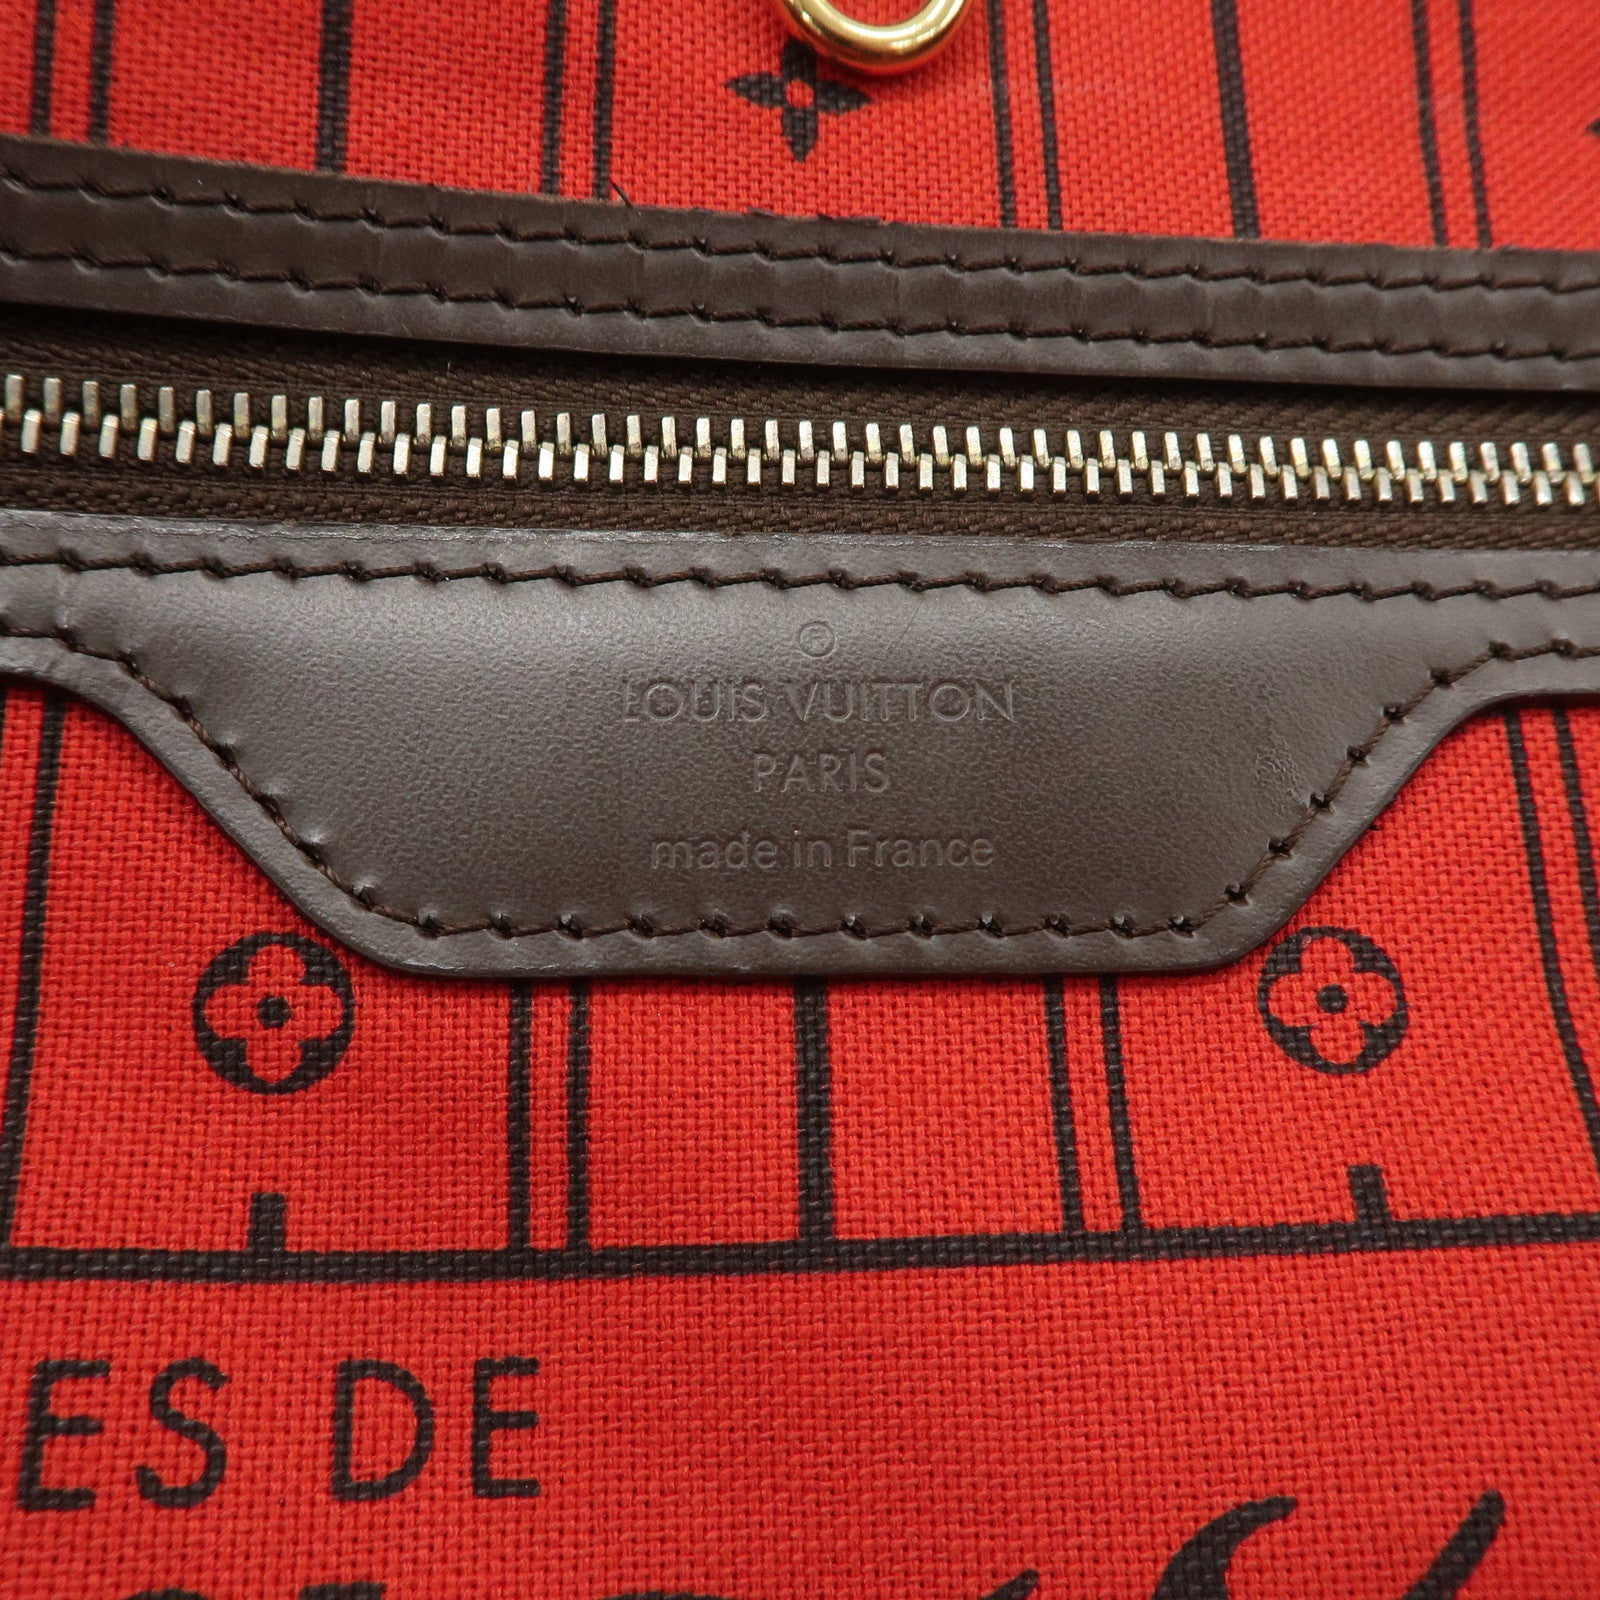 ®
LOUIS VUITTON
PARIS
made in France
ES DE